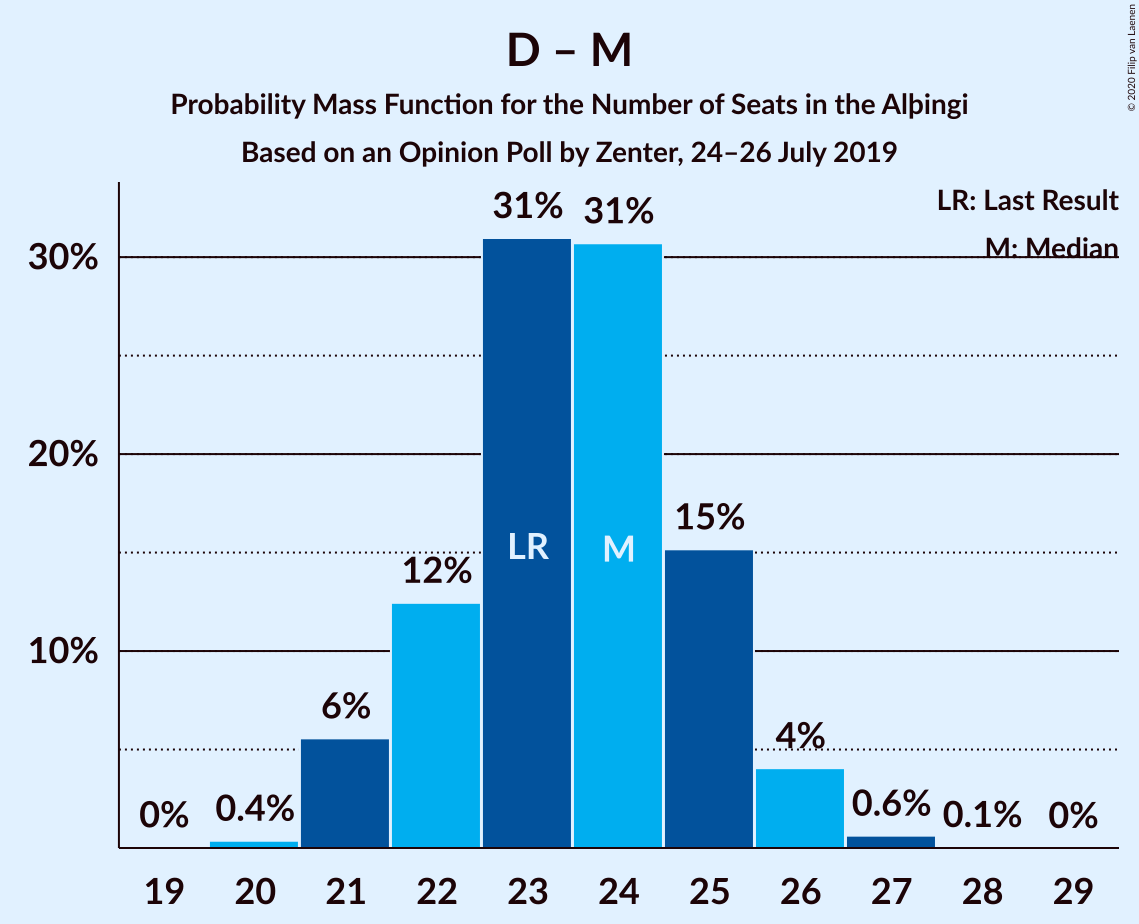 D – M
Probability Mass Function for the Number of Seats in the Alþingi
Based on an Opinion Poll by Zenter, 24–26 July 2019
© 2020 Filip van Laenen
LR: Last Result
M: Median
31% 31%
30%
20%
15%
LR M
12%
10%
6%
4%
0% 0.4% 0.6% 0.1% 0%
19 20 21 22 23 24 25 26 27 28 29